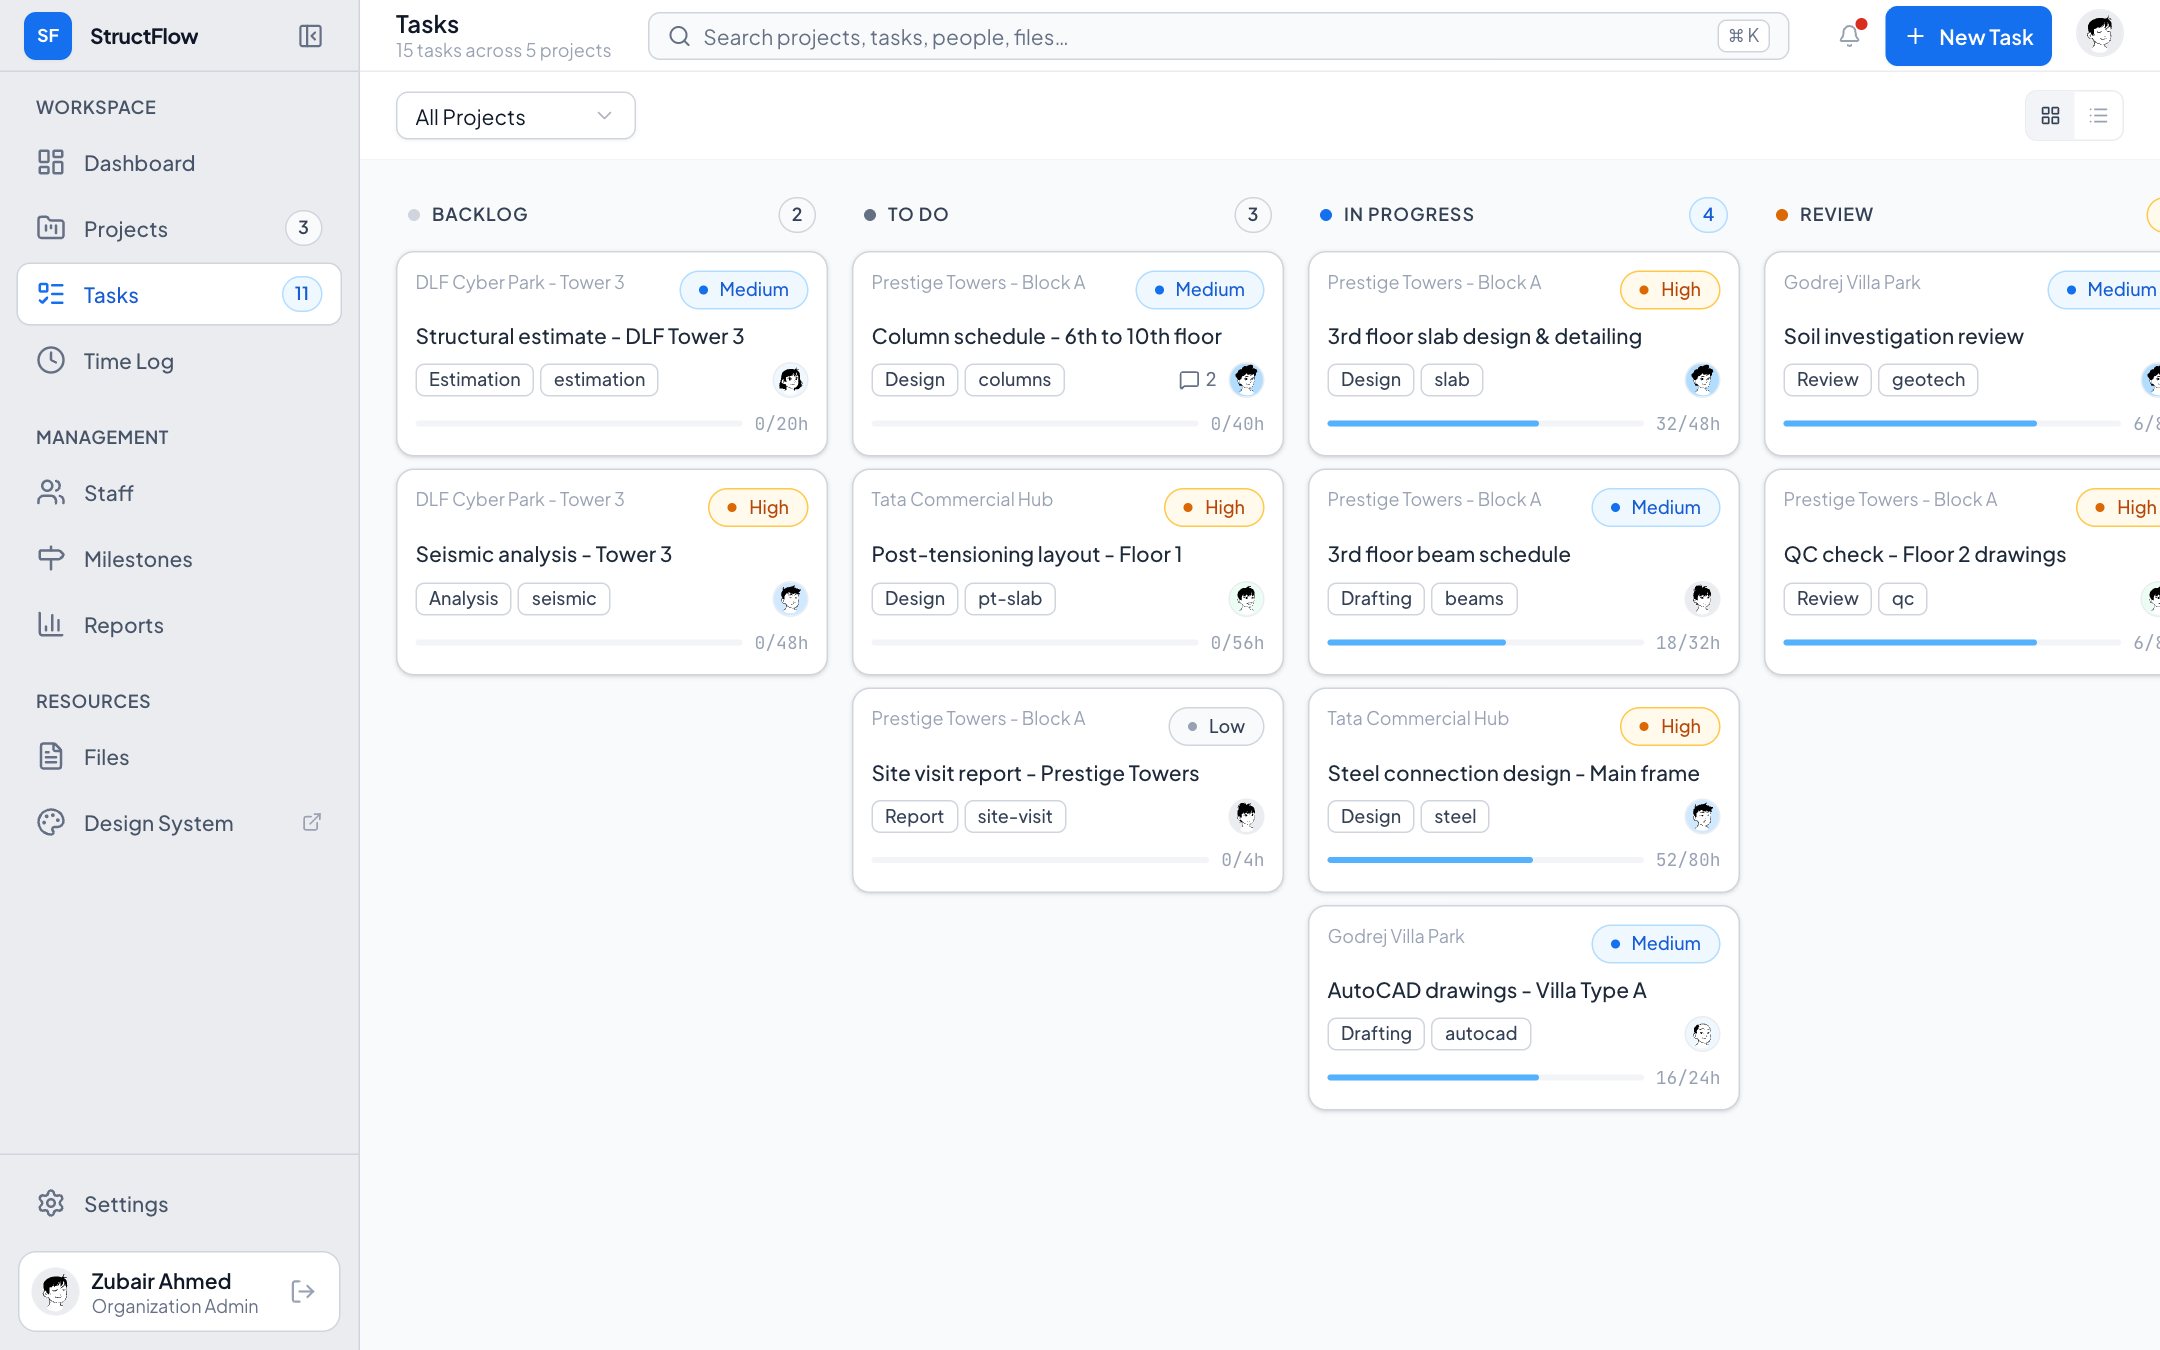 SF StructFlow
WORKSPACE
Dashboard
Projects 3
Tasks 11
Time Log
MANAGEMENT
Staff
Milestones
Reports
RESOURCES
Files
Design System
Settings
Zubair Ahmed
Organization Admin
Tasks
15 tasks across 5 projects
Search projects, tasks, people, files...
⌘ K
+ New Task
All Projects
BACKLOG 2
DLF Cyber Park - Tower 3 Medium
Structural estimate - DLF Tower 3
Estimation estimation
0/20h
DLF Cyber Park - Tower 3 High
Seismic analysis - Tower 3
Analysis seismic
0/48h
TO DO 3
Prestige Towers - Block A Medium
Column schedule - 6th to 10th floor
Design columns 2
0/40h
Tata Commercial Hub High
Post-tensioning layout - Floor 1
Design pt-slab
0/56h
Prestige Towers - Block A Low
Site visit report - Prestige Towers
Report site-visit
0/4h
IN PROGRESS 4
Prestige Towers - Block A High
3rd floor slab design & detailing
Design slab
32/48h
Prestige Towers - Block A Medium
3rd floor beam schedule
Drafting beams
18/32h
Tata Commercial Hub High
Steel connection design - Main frame
Design steel
52/80h
Godrej Villa Park Medium
AutoCAD drawings - Villa Type A
Drafting autocad
16/24h
REVIEW
Godrej Villa Park Medium
Soil investigation review
Review geotech
Prestige Towers - Block A High
QC check - Floor 2 drawings
Review qc